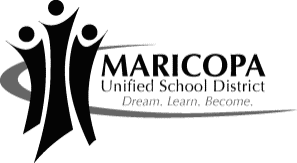 MARICOPA
Unified School District
Dream. Learn. Become.